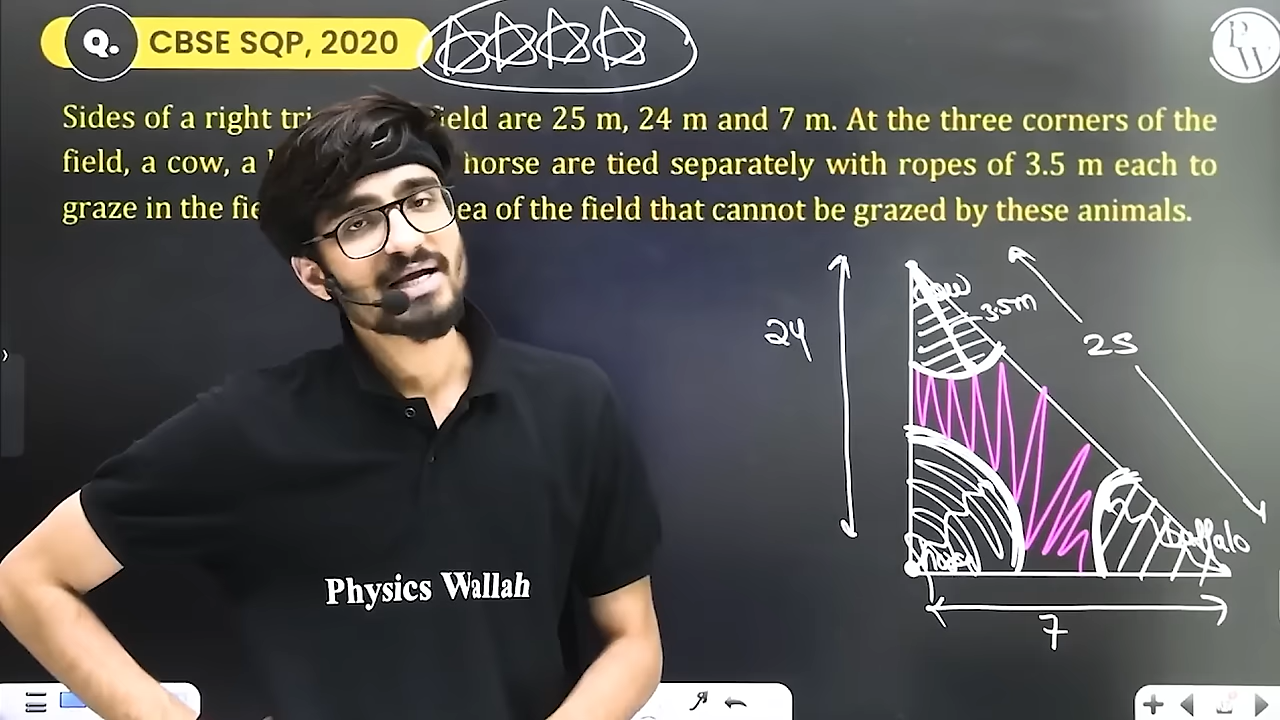 Q. CBSE SQP, 2020
PW
Sides of a right tri ield are 25 m, 24 m and 7 m. At the three corners of the
field, a cow, a horse are tied separately with ropes of 3.5 m each to
graze in the fie ea of the field that cannot be grazed by these animals.
Cow
3.5m
24
25
Buffalo
Horse
7
Physics Wallah